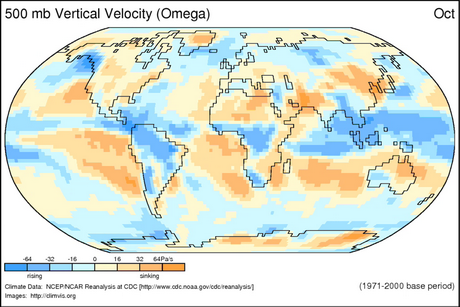 500 mb Vertical Velocity (Omega) Oct
-64 -32 -16 0 16 32 64Pa/s
rising sinking
Climate Data: NCEP/NCAR Reanalysis at CDC [http://www.cdc.noaa.gov/cdc/reanalysis/] (1971-2000 base period)
Images: http://climvis.org